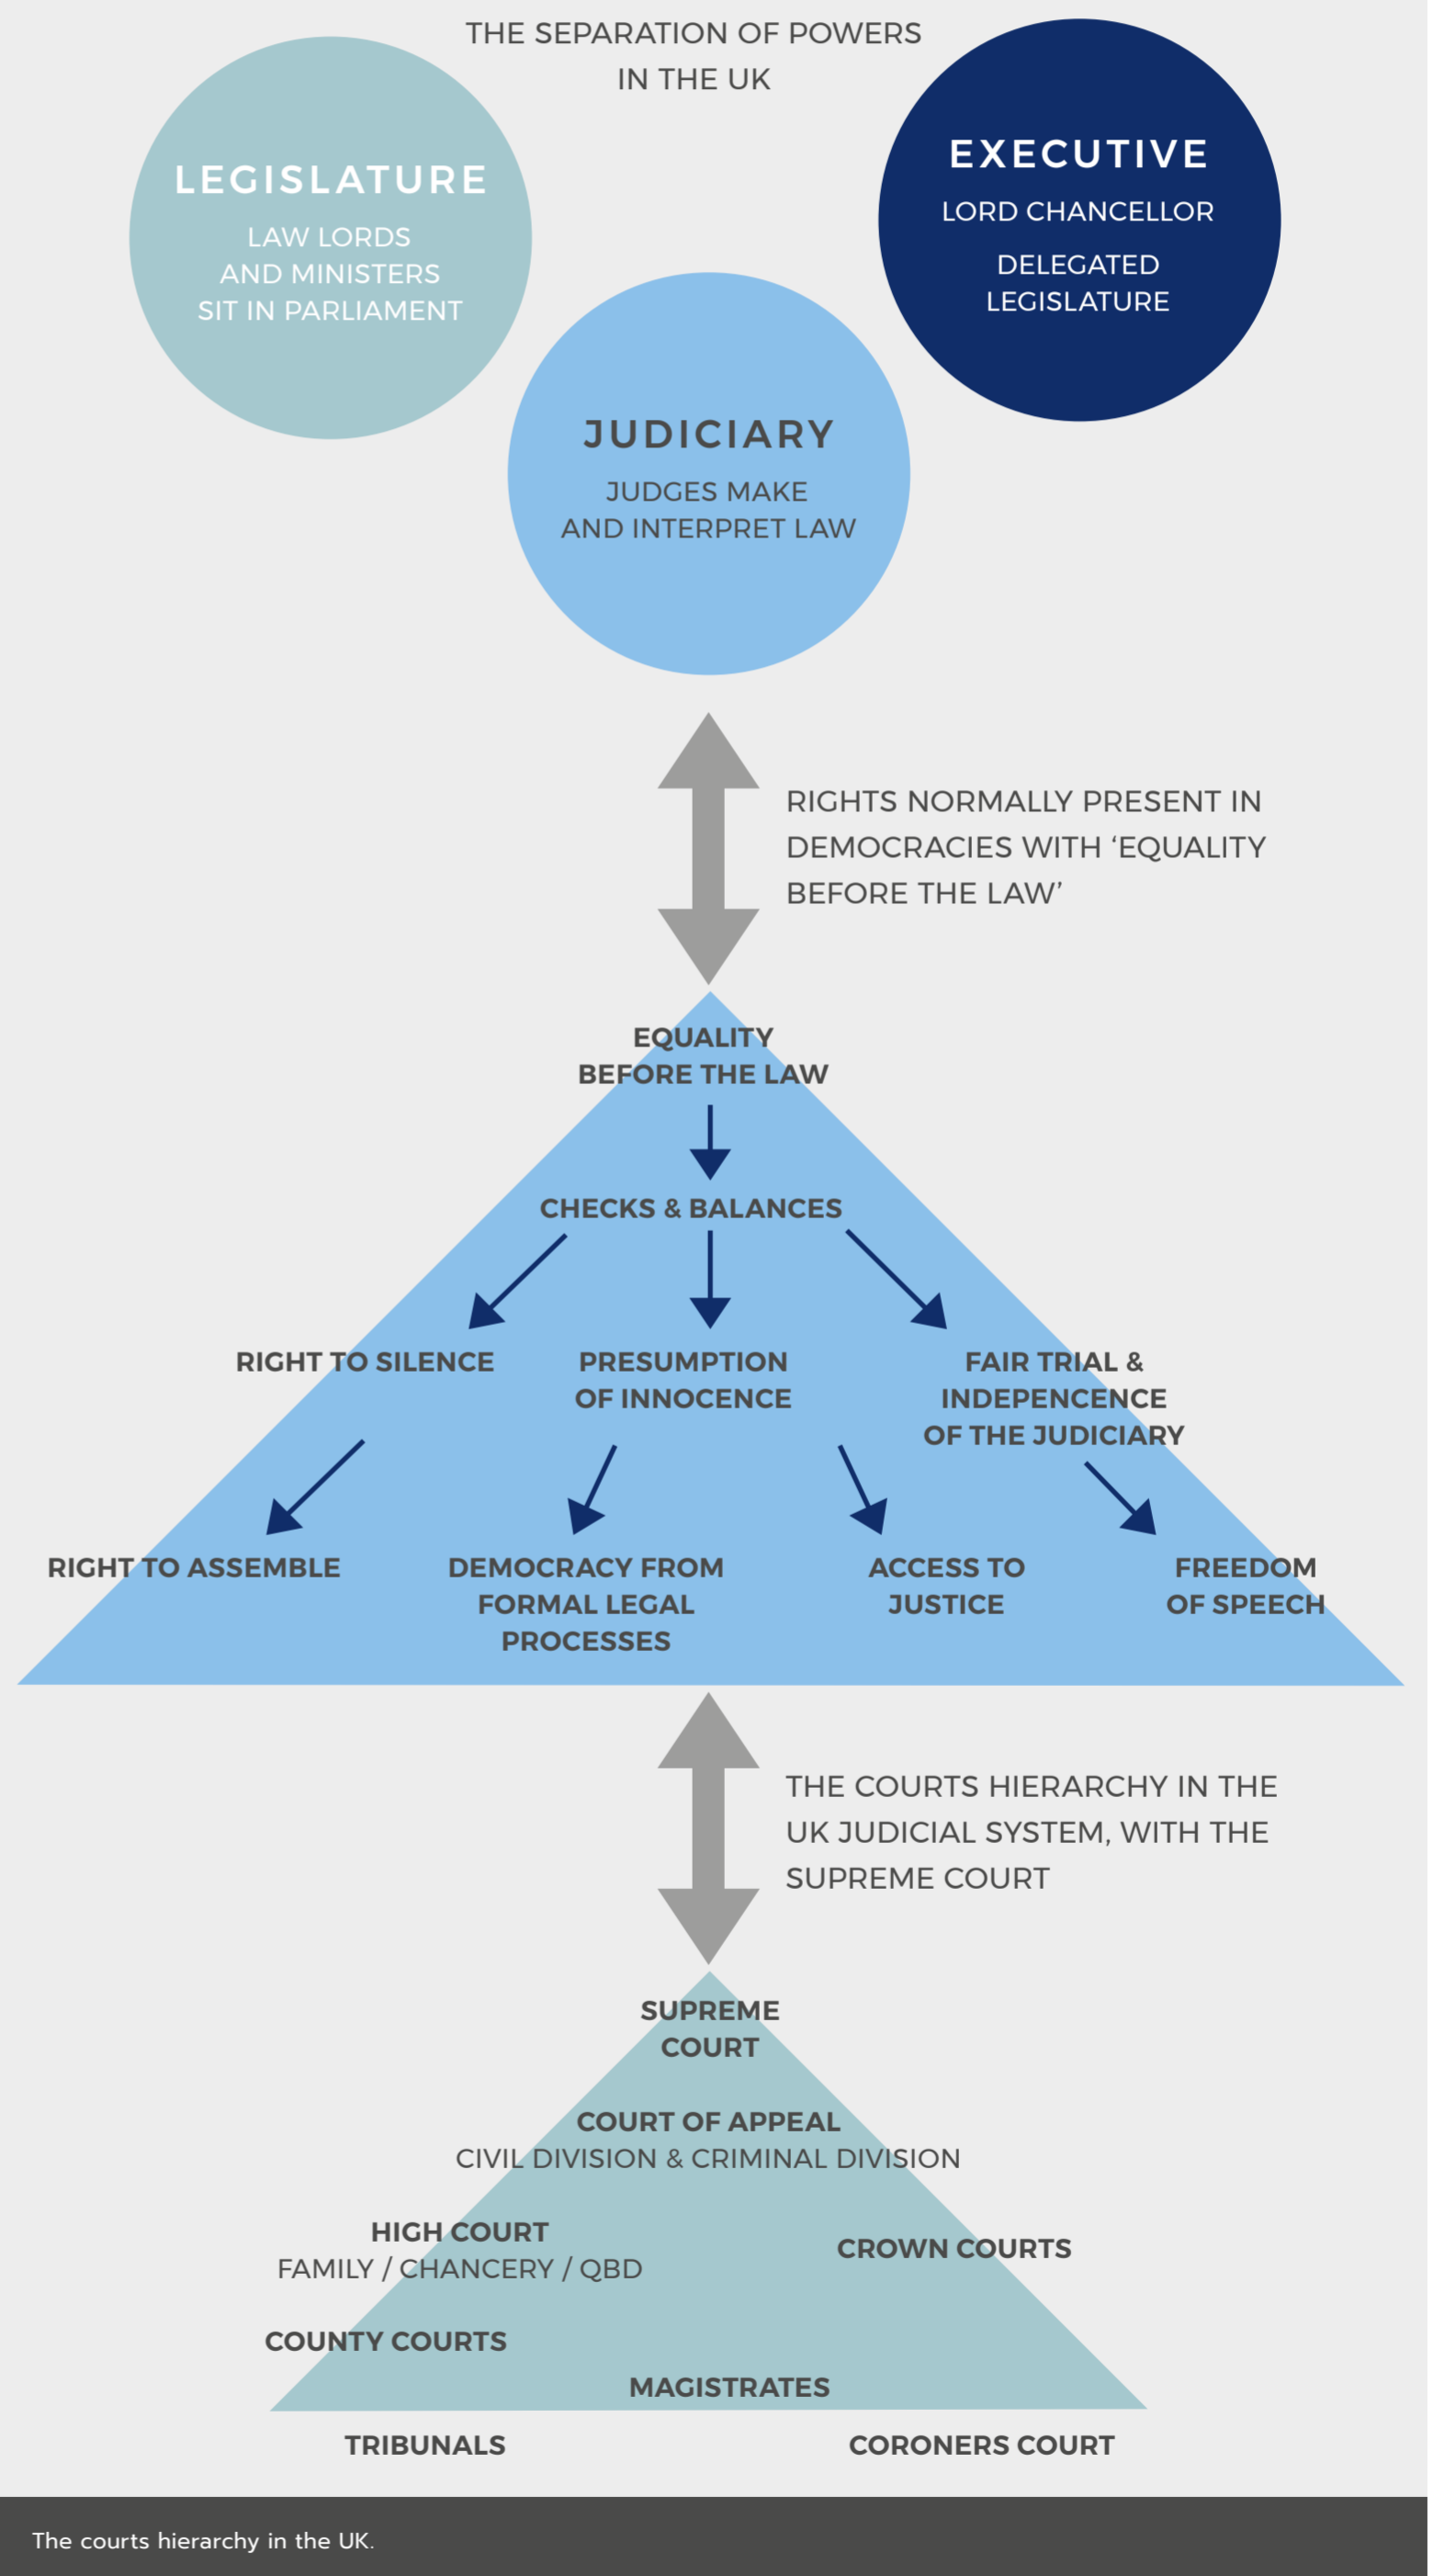 THE SEPARATION OF POWERS
IN THE UK
LEGISLATURE
LAW LORDS
AND MINISTERS
SIT IN PARLIAMENT
EXECUTIVE
LORD CHANCELLOR
DELEGATED
LEGISLATURE
JUDICIARY
JUDGES MAKE
AND INTERPRET LAW
RIGHTS NORMALLY PRESENT IN
DEMOCRACIES WITH ‘EQUALITY
BEFORE THE LAW’
EQUALITY
BEFORE THE LAW
CHECKS & BALANCES
RIGHT TO SILENCE
PRESUMPTION
OF INNOCENCE
FAIR TRIAL &
INDEPENCENCE
OF THE JUDICIARY
RIGHT TO ASSEMBLE
DEMOCRACY FROM
FORMAL LEGAL
PROCESSES
ACCESS TO
JUSTICE
FREEDOM
OF SPEECH
THE COURTS HIERARCHY IN THE
UK JUDICIAL SYSTEM, WITH THE
SUPREME COURT
SUPREME
COURT
COURT OF APPEAL
CIVIL DIVISION & CRIMINAL DIVISION
HIGH COURT
FAMILY / CHANCERY / QBD
CROWN COURTS
COUNTY COURTS
MAGISTRATES
TRIBUNALS
CORONERS COURT
The courts hierarchy in the UK.